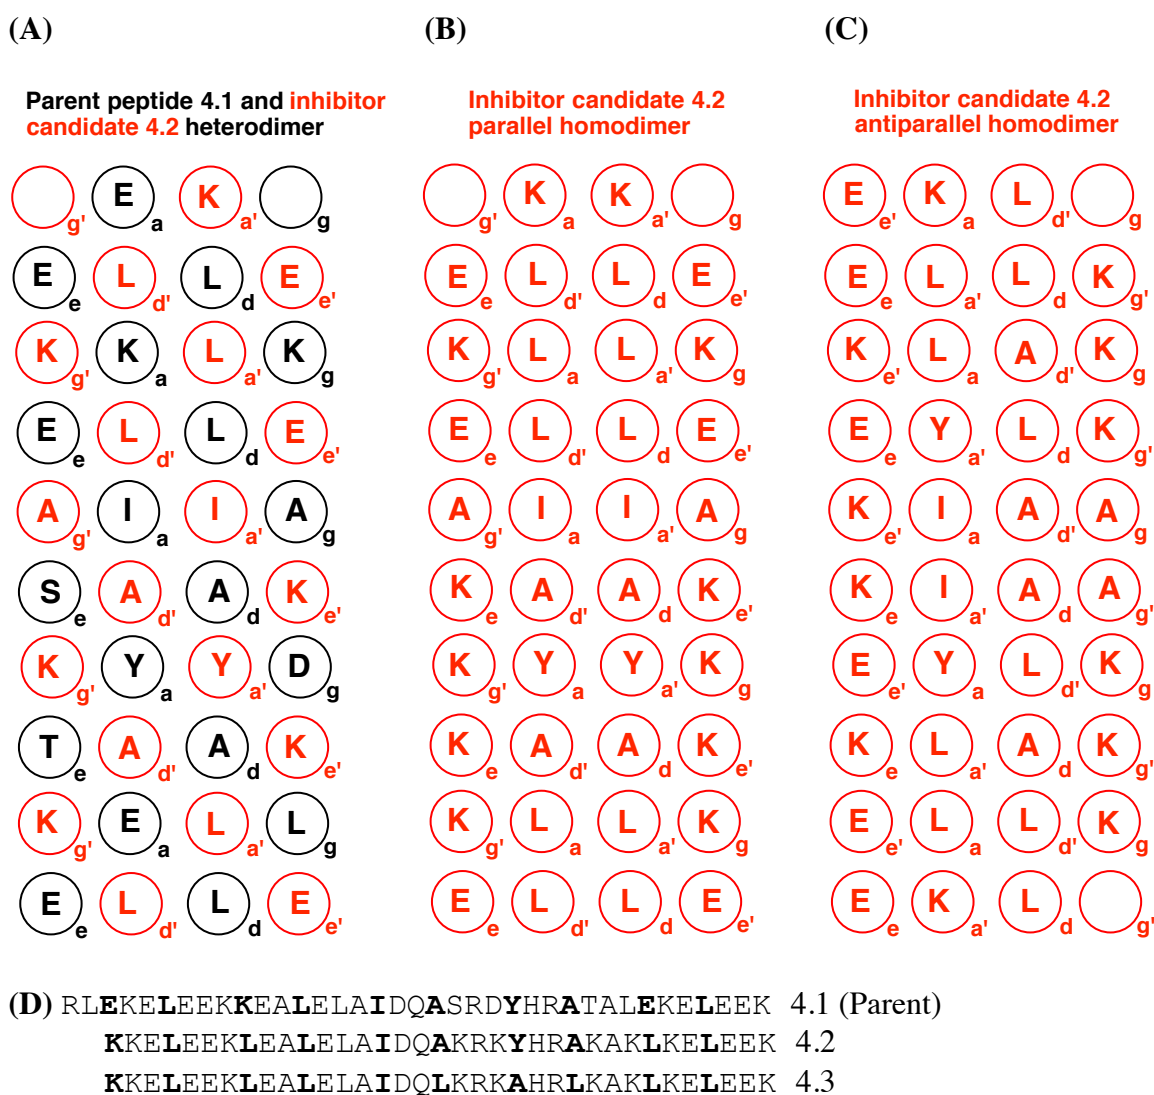 (A)
Parent peptide 4.1 and inhibitor
candidate 4.2 heterodimer
g' E a K a' g
E e L d' L d E e'
K g' K a L a' K g
E e L d' L d E e'
A g' I a I a' A g
S e A d' A d K e'
K g' Y a Y a' D g
T e A d' A d K e'
K g' E a L a' L g
E e L d' L d E e'
(B)
Inhibitor candidate 4.2
parallel homodimer
g' K a K a' g
E e L d' L d E e'
K g' L a L a' K g
E e L d' L d E e'
A g' I a I a' A g
K e A d' A d K e'
K g' Y a Y a' K g
K e A d' A d K e'
K g' L a L a' K g
E e L d' L d E e'
(C)
Inhibitor candidate 4.2
antiparallel homodimer
E e' K a L d' g
E e L a' L d K g'
K e' L a A d' K g
E e Y a' L d K g'
K e' I a A d' A g
K e I a' A d A g'
E e' Y a L d' K g
K e L a' A d K g'
E e' L a L d' K g
E e K a' L d g'
(D) RLEKELEEKKEALELAIDQASRDYHRATALEKELEEK 4.1 (Parent)
KKELEEKLEALELAIDQAKRKYHRAKAKLKELEEK 4.2
KKELEEKLEALELAIDQLKRKAHRLKAKLKELEEK 4.3